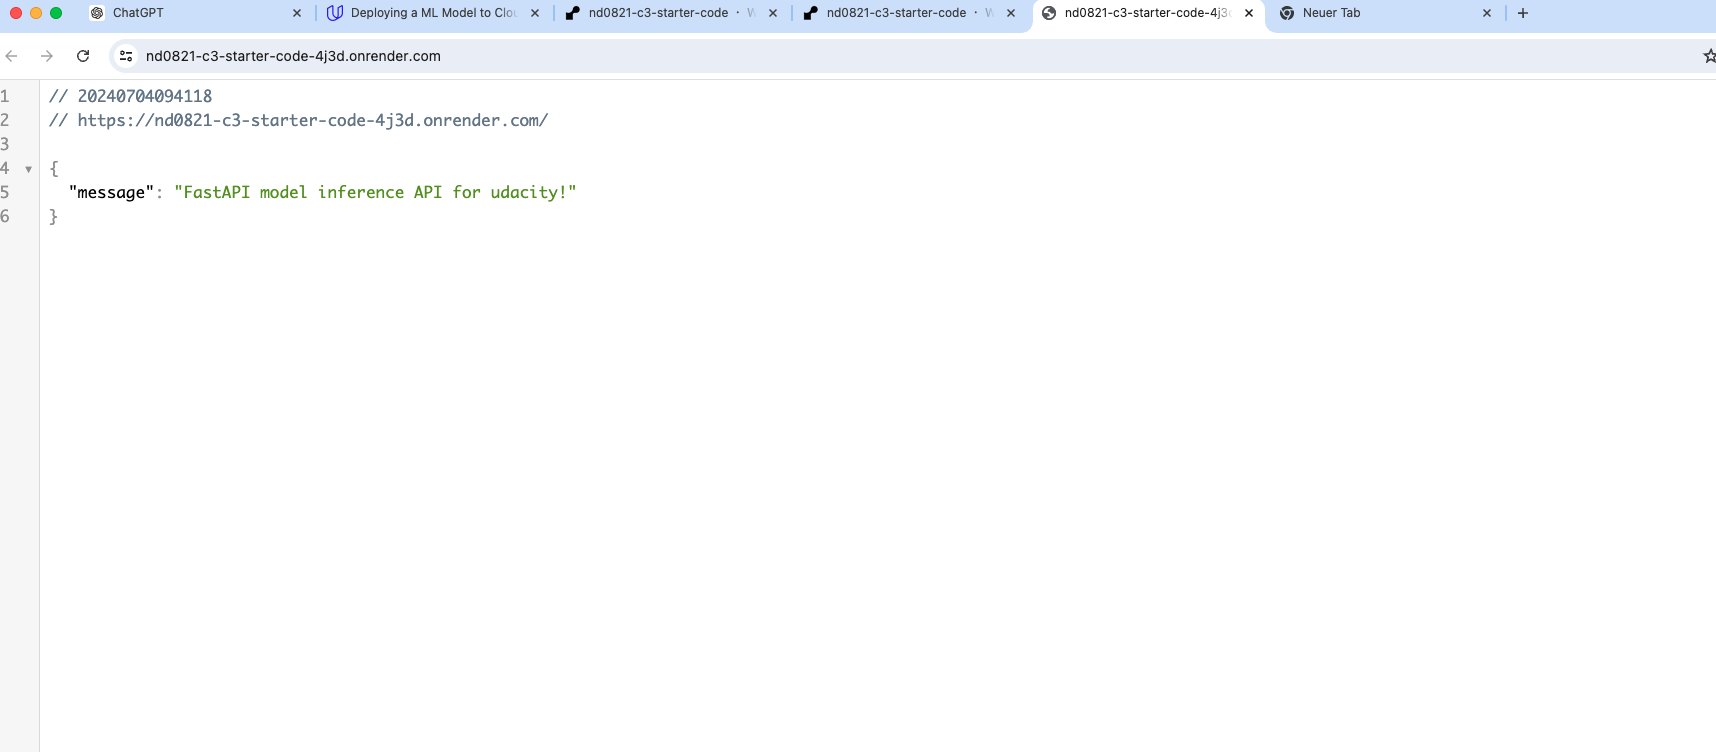 ChatGPT
Deploying a ML Model to Clou
nd0821-c3-starter-code · W
nd0821-c3-starter-code · W
nd0821-c3-starter-code-4j3d
Neuer Tab
nd0821-c3-starter-code-4j3d.onrender.com
1 // 20240704094118
2 // https://nd0821-c3-starter-code-4j3d.onrender.com/
3
4 {
5 "message": "FastAPI model inference API for udacity!"
6 }